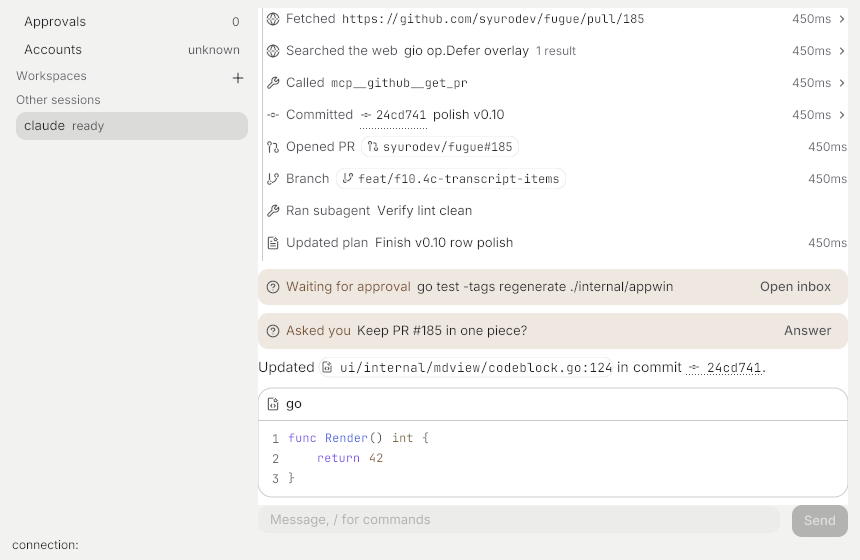 Approvals 0
Accounts unknown
Workspaces +
Other sessions
claude ready
Fetched https://github.com/syurodev/fugue/pull/185 450ms
Searched the web gio op.Defer overlay 1 result 450ms
Called mcp__github__get_pr 450ms
Committed 24cd741 polish v0.10 450ms
Opened PR syurodev/fugue#185 450ms
Branch feat/f10.4c-transcript-items 450ms
Ran subagent Verify lint clean
Updated plan Finish v0.10 row polish 450ms
Waiting for approval go test -tags regenerate ./internal/appwin Open inbox
Asked you Keep PR #185 in one piece? Answer
Updated ui/internal/mdview/codeblock.go:124 in commit 24cd741.
go
1 func Render() int {
2     return 42
3 }
Message, / for commands Send
connection: